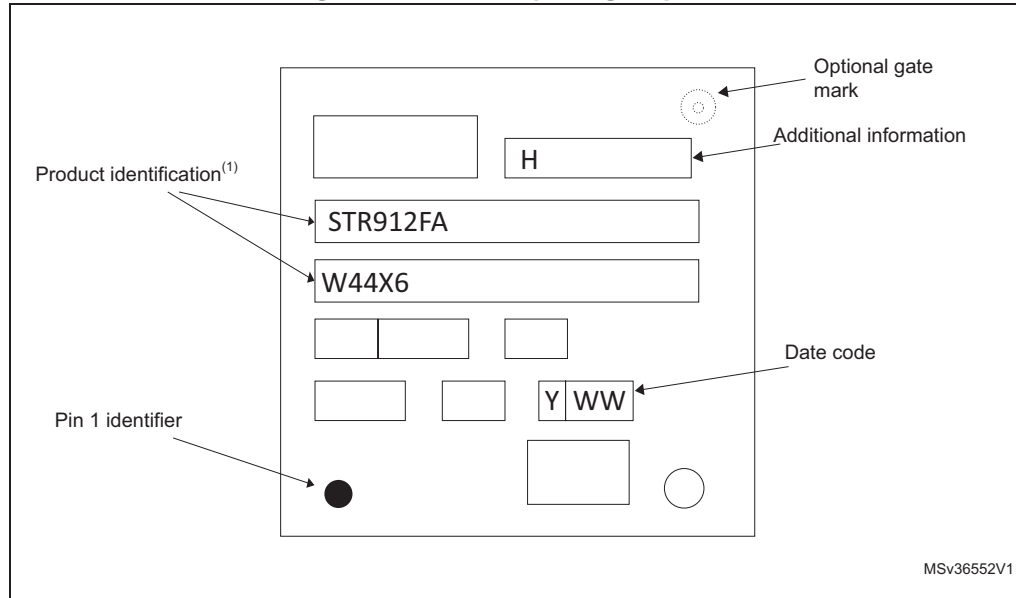 Optional gate
mark
Additional information
H
Product identification(1)
STR912FA
W44X6
Date code
Y WW
Pin 1 identifier
MSv36552V1